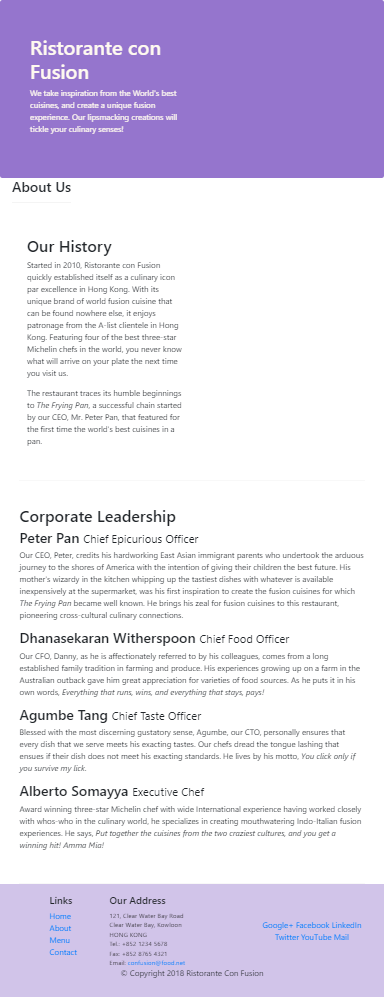 Ristorante con
Fusion
We take inspiration from the World's best
cuisines, and create a unique fusion
experience. Our lipsmacking creations will
tickle your culinary senses!
About Us
Our History
Started in 2010, Ristorante con Fusion
quickly established itself as a culinary icon
par excellence in Hong Kong. With its
unique brand of world fusion cuisine that
can be found nowhere else, it enjoys
patronage from the A-list clientele in Hong
Kong. Featuring four of the best three-star
Michelin chefs in the world, you never know
what will arrive on your plate the next time
you visit us.
The restaurant traces its humble beginnings
to The Frying Pan, a successful chain started
by our CEO, Mr. Peter Pan, that featured for
the first time the world's best cuisines in a
pan.
Corporate Leadership
Peter Pan Chief Epicurious Officer
Our CEO, Peter, credits his hardworking East Asian immigrant parents who undertook the arduous
journey to the shores of America with the intention of giving their children the best future. His
mother's wizardy in the kitchen whipping up the tastiest dishes with whatever is available
inexpensively at the supermarket, was his first inspiration to create the fusion cuisines for which
The Frying Pan became well known. He brings his zeal for fusion cuisines to this restaurant,
pioneering cross-cultural culinary connections.
Dhanasekaran Witherspoon Chief Food Officer
Our CFO, Danny, as he is affectionately referred to by his colleagues, comes from a long
established family tradition in farming and produce. His experiences growing up on a farm in the
Australian outback gave him great appreciation for varieties of food sources. As he puts it in his
own words, Everything that runs, wins, and everything that stays, pays!
Agumbe Tang Chief Taste Officer
Blessed with the most discerning gustatory sense, Agumbe, our CTO, personally ensures that
every dish that we serve meets his exacting tastes. Our chefs dread the tongue lashing that
ensues if their dish does not meet his exacting standards. He lives by his motto, You click only if
you survive my lick.
Alberto Somayya Executive Chef
Award winning three-star Michelin chef with wide International experience having worked closely
with whos-who in the culinary world, he specializes in creating mouthwatering Indo-Italian fusion
experiences. He says, Put together the cuisines from the two craziest cultures, and you get a
winning hit! Amma Mia!
Links
Home
About
Menu
Contact
Our Address
121, Clear Water Bay Road
Clear Water Bay, Kowloon
HONG KONG
Tel.: +852 1234 5678
Fax: +852 8765 4321
Email: confusion@food.net
Google+ Facebook LinkedIn
Twitter YouTube Mail
© Copyright 2018 Ristorante Con Fusion